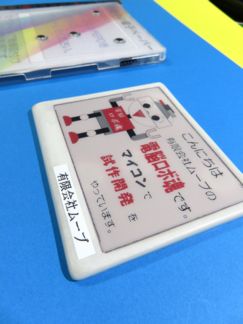 こんにちは
有限会社ムーブの
電脳ロボ魂です。
マイコンで
試作開発を
やっています。
有限会社ムーブ